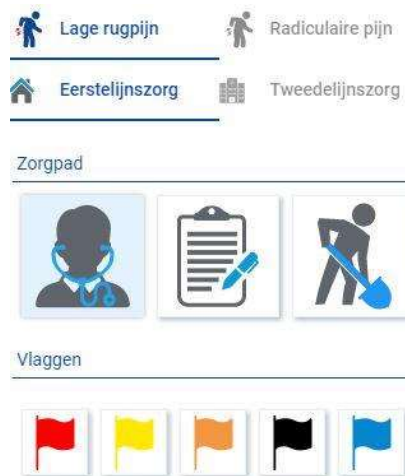 Lage rugpijn Radiculaire pijn
Eerstelijnszorg Tweedelijnszorg
Zorgpad
Vlaggen